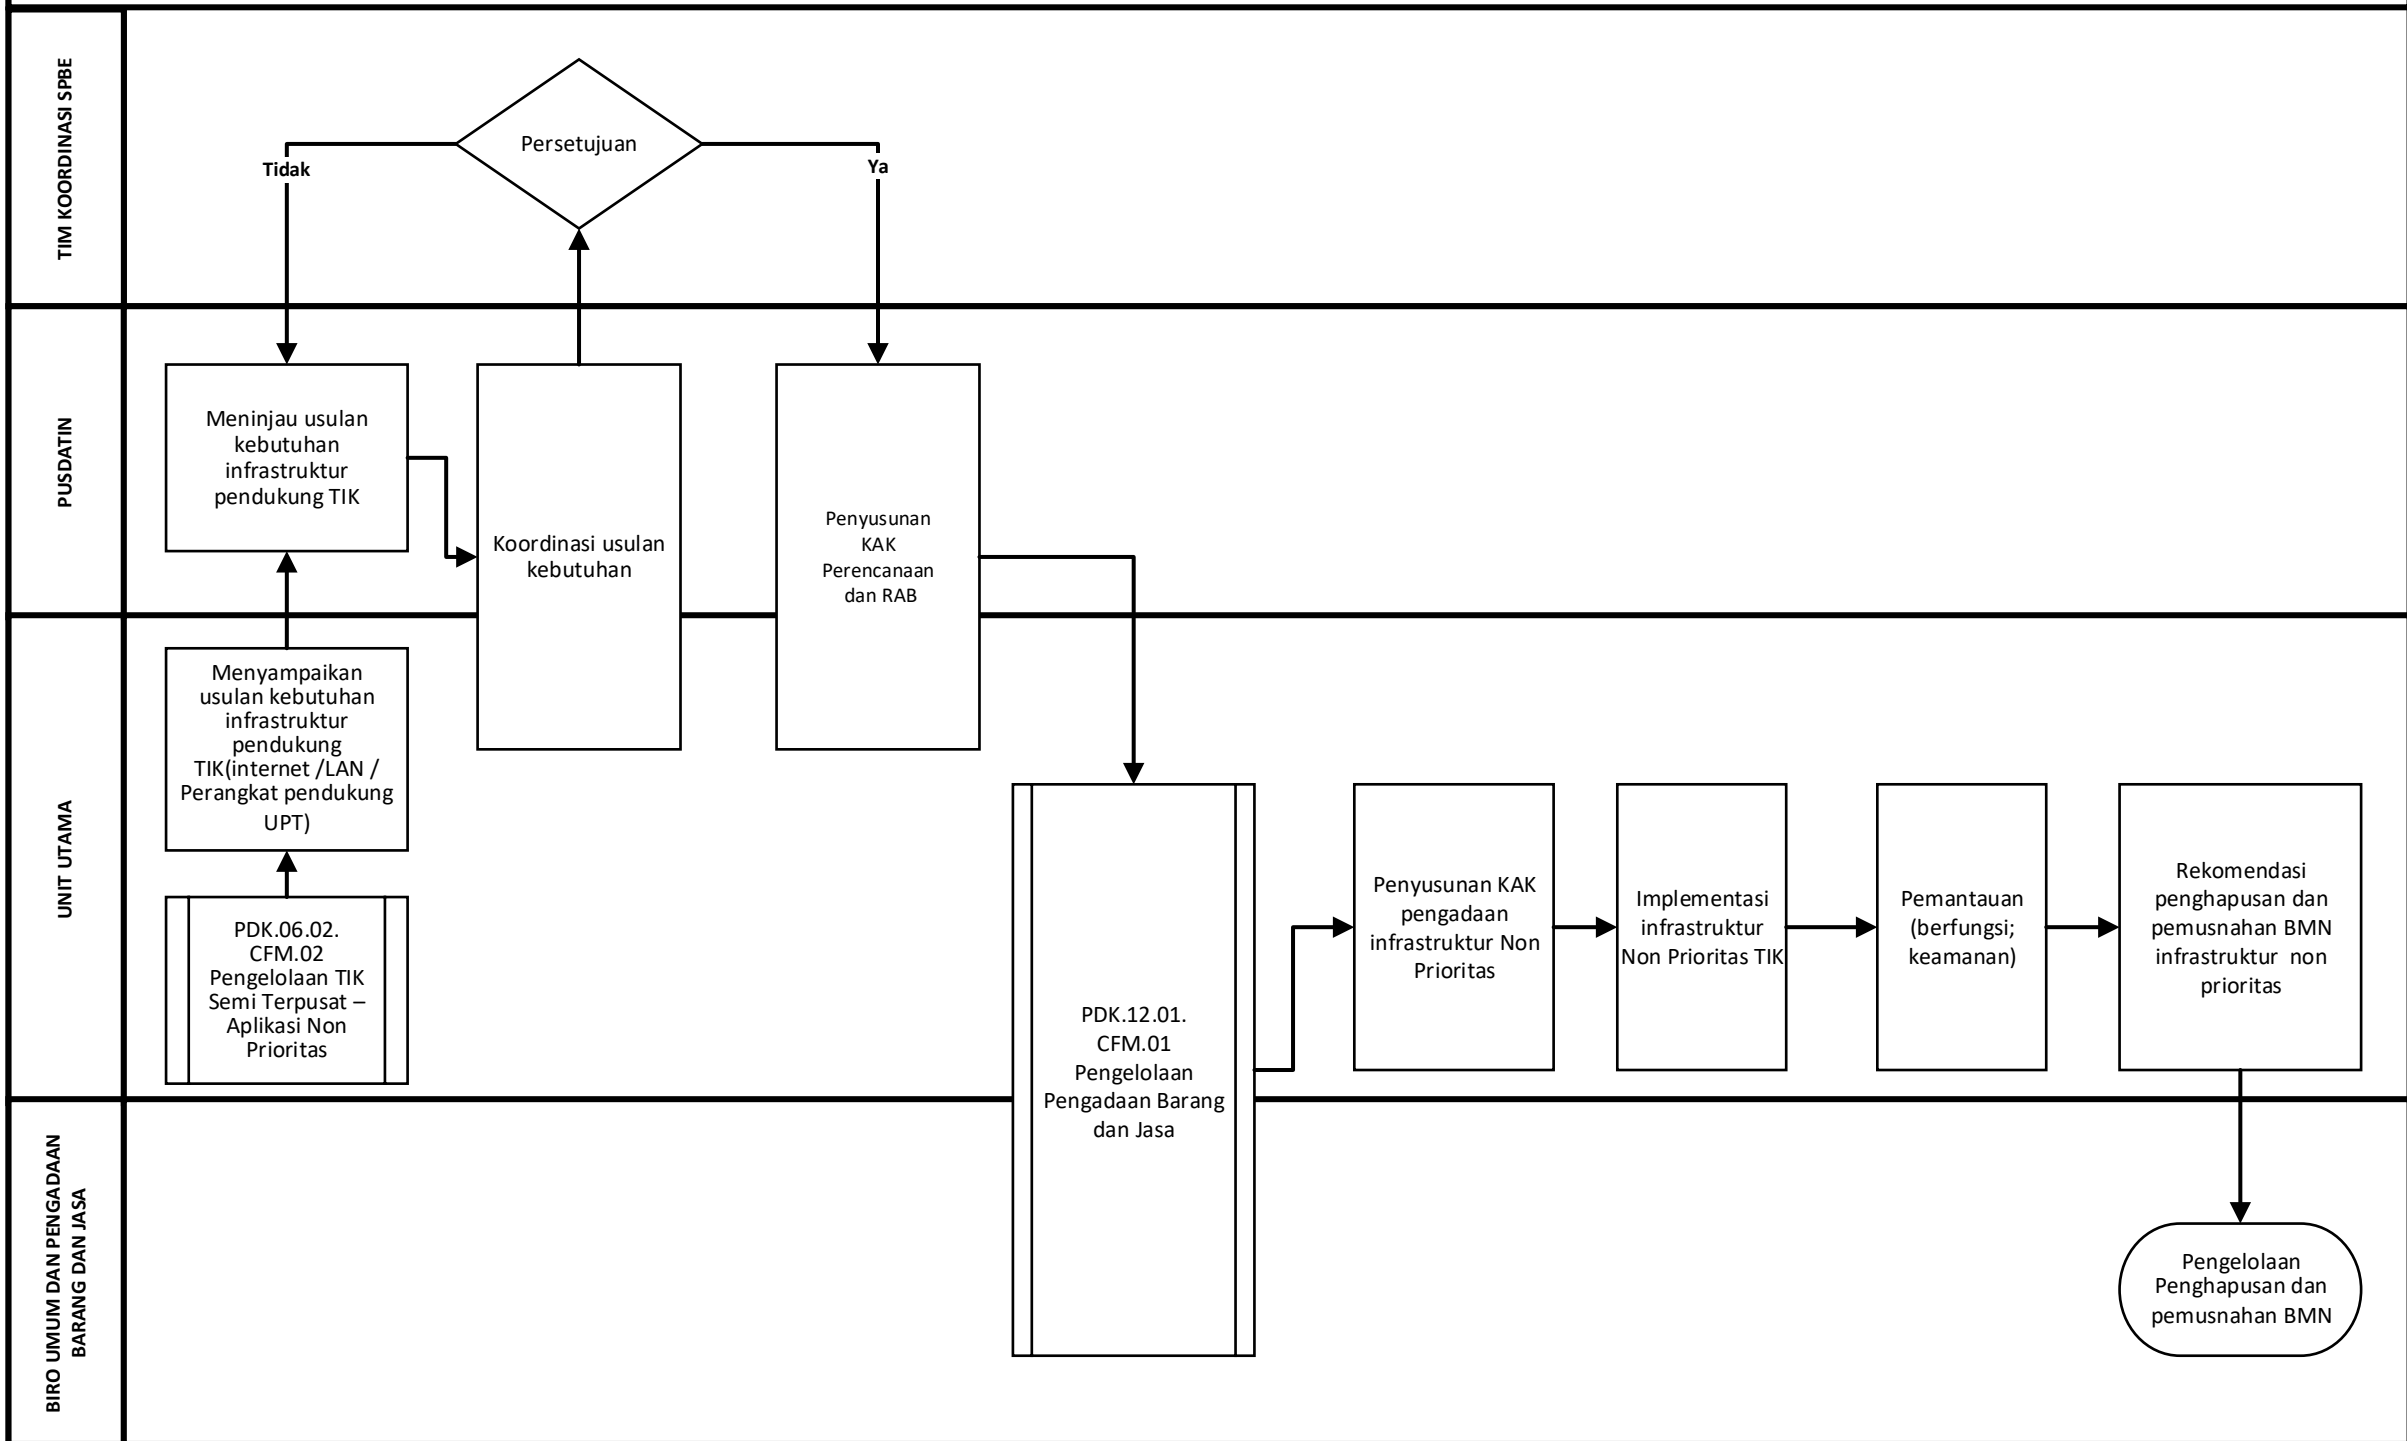 TIM KOORDINASI SPBE
Persetujuan
Tidak
Ya
PUSDATIN
Meninjau usulan
kebutuhan
infrastruktur
pendukung TIK
Koordinasi usulan
kebutuhan
Penyusunan
KAK
Perencanaan
dan RAB
UNIT UTAMA
Menyampaikan
usulan kebutuhan
infrastruktur
pendukung
TIK(internet /LAN /
Perangkat pendukung
UPT)
PDK.06.02.
CFM.02
Pengelolaan TIK
Semi Terpusat –
Aplikasi Non
Prioritas
PDK.12.01.
CFM.01
Pengelolaan
Pengadaan Barang
dan Jasa
Penyusunan KAK
pengadaan
infrastruktur Non
Prioritas
Implementasi
infrastruktur
Non Prioritas TIK
Pemantauan
(berfungsi;
keamanan)
Rekomendasi
penghapusan dan
pemusnahan BMN
infrastruktur  non
prioritas
BIRO UMUM DAN PENGADAAN
BARANG DAN JASA
Pengelolaan
Penghapusan dan
pemusnahan BMN